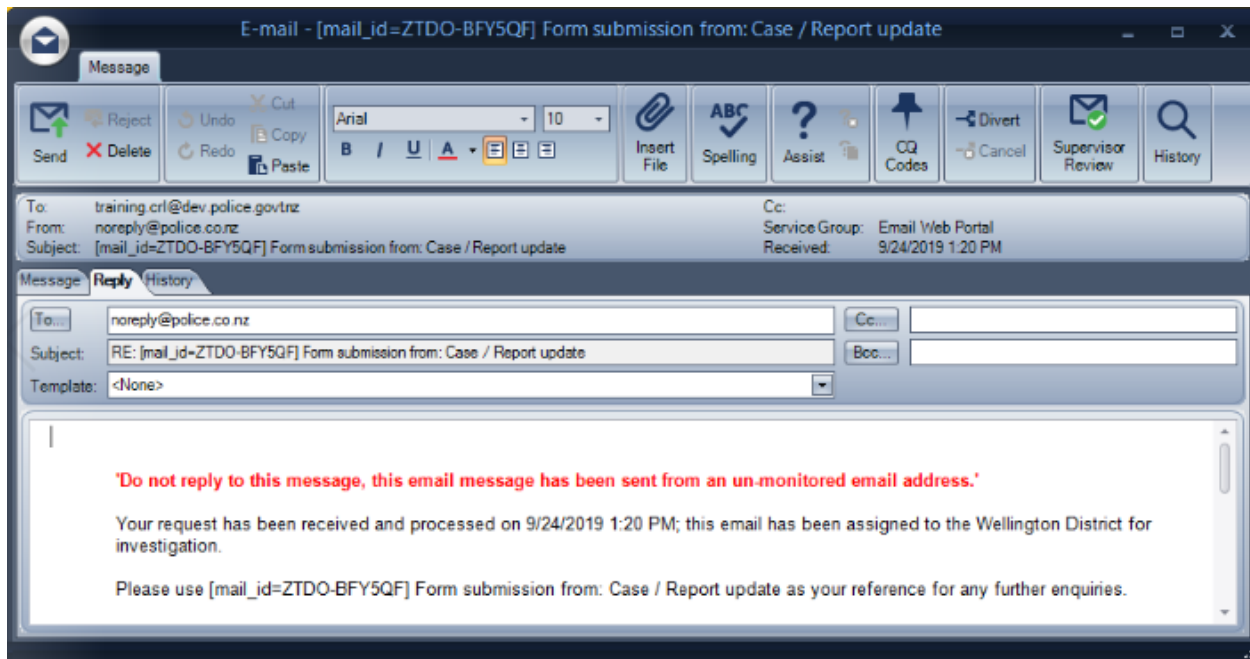 E-mail - [mail_id=ZTDO-BFY5QF] Form submission from: Case / Report update
Message
Send
Reject
Delete
Undo
Redo
Cut
Copy
Paste
Arial 10
B I U A
Insert File
ABC
Spelling
?
Assist
CQ Codes
Divert
Cancel
Supervisor Review
History
To: training.crl@dev.police.govt.nz Cc:
From: noreply@police.co.nz Service Group: Email Web Portal
Subject: [mail_id=ZTDO-BFY5QF] Form submission from: Case / Report update Received: 9/24/2019 1:20 PM
Message Reply History
To... noreply@police.co.nz Cc...
Subject: RE: [mail_id=ZTDO-BFY5QF] Form submission from: Case / Report update Bcc...
Template: <None>
'Do not reply to this message, this email message has been sent from an un-monitored email address.'
Your request has been received and processed on 9/24/2019 1:20 PM; this email has been assigned to the Wellington District for
investigation.
Please use [mail_id=ZTDO-BFY5QF] Form submission from: Case / Report update as your reference for any further enquiries.